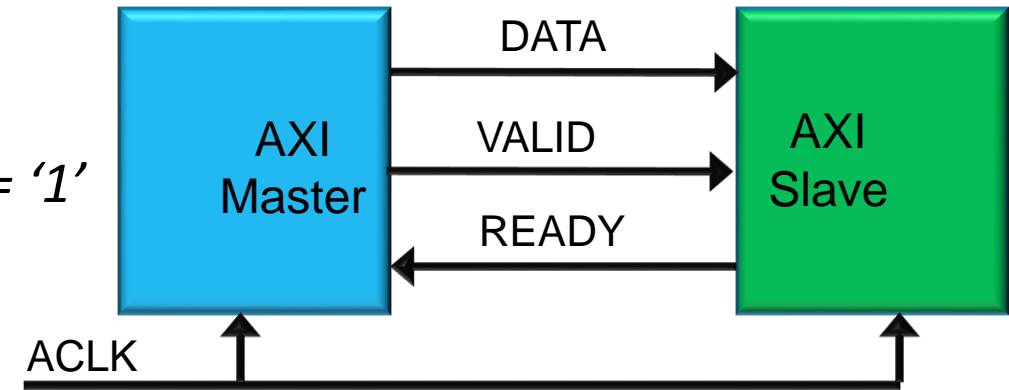 DATA
VALID
READY
AXI
Master
AXI
Slave
= ‘1’
ACLK